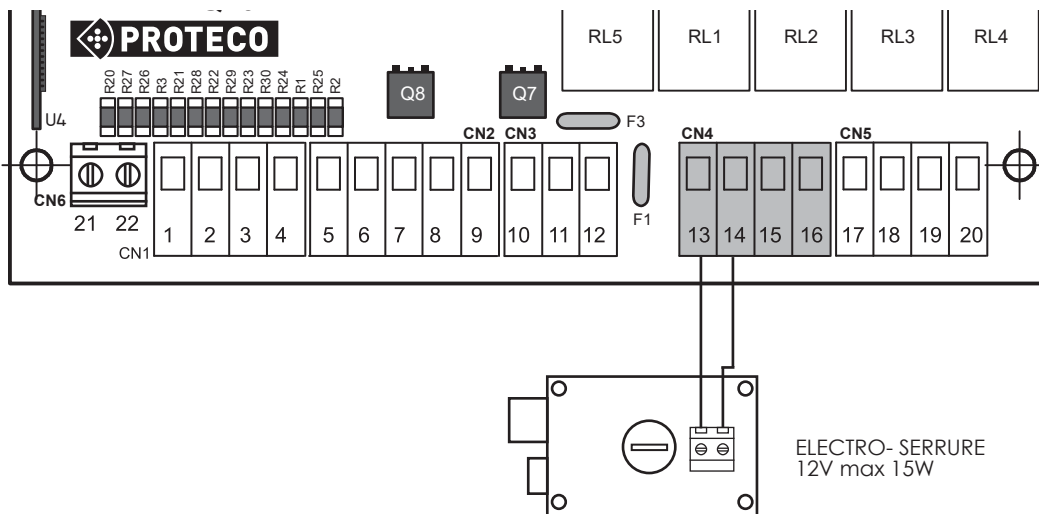 PROTECO
RL5 RL1 RL2 RL3 RL4
R20 R27 R26 R3 R21 R28 R22 R29 R23 R30 R24 R1 R25 R2
Q8 Q7
U4
F3
CN2 CN3 CN4 CN5
CN6
F1
21 22
1 2 3 4 5 6 7 8 9 10 11 12 13 14 15 16 17 18 19 20
CN1
ELECTRO- SERRURE
12V max 15W